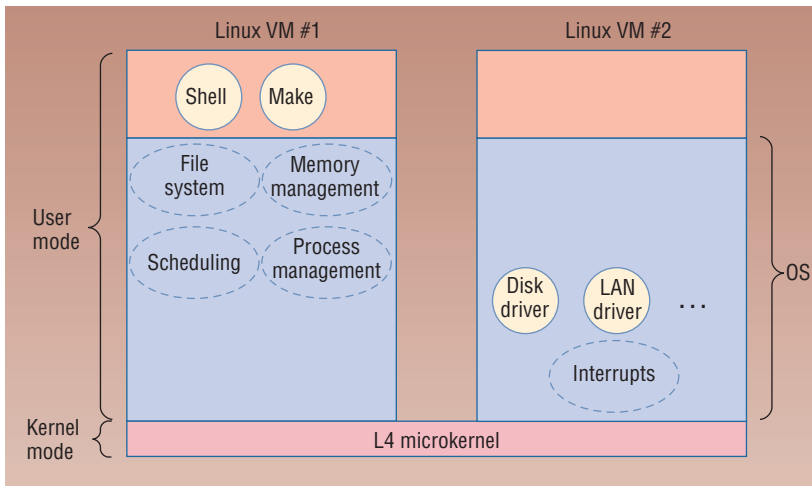 Linux VM #1
Linux VM #2
Shell
Make
File
system
Memory
management
User
mode
Scheduling
Process
management
Disk
driver
LAN
driver
...
OS
Interrupts
Kernel
mode
L4 microkernel